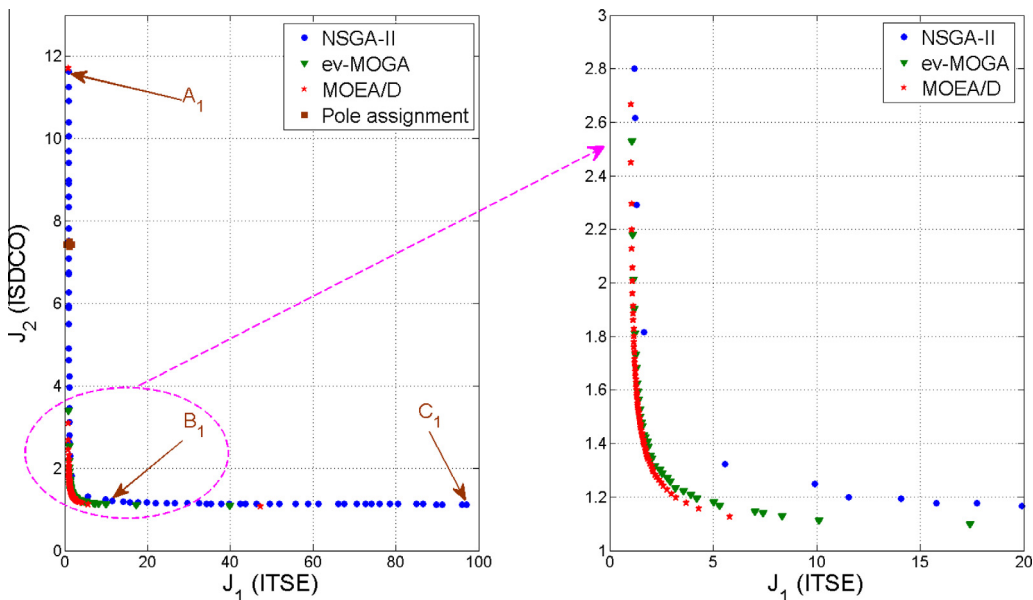 NSGA-II
ev-MOGA
MOEA/D
Pole assignment
A1
B1
C1
12
10
8
6
4
2
0
0
20
40
60
80
100
J2 (ISDCO)
J1 (ITSE)
NSGA-II
ev-MOGA
MOEA/D
3
2.8
2.6
2.4
2.2
2
1.8
1.6
1.4
1.2
1
0
5
10
15
20
J1 (ITSE)